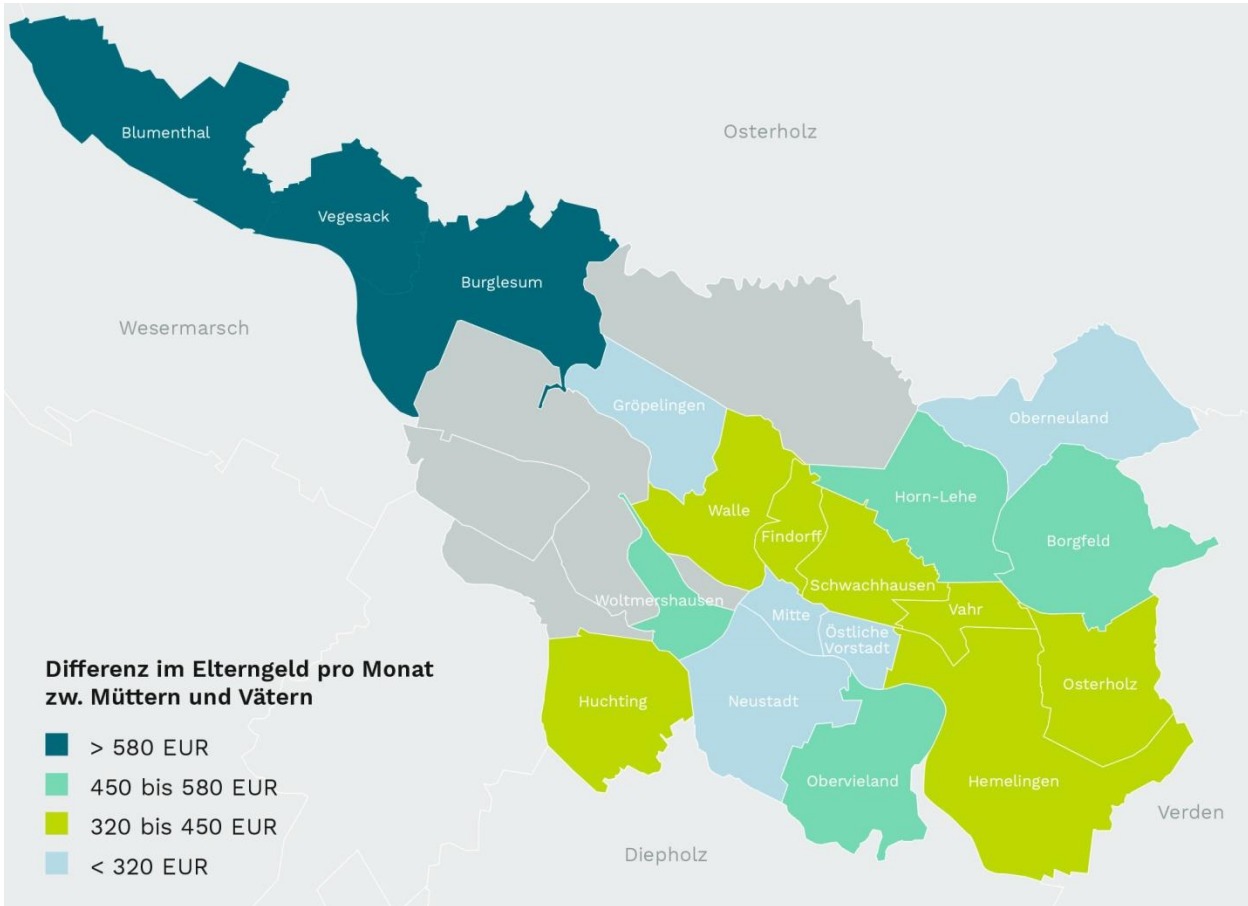 Osterholz
Blumenthal
Vegesack
Burglesum
Wesermarsch
Gröpelingen
Oberneuland
Horn-Lehe
Walle
Findorff
Borgfeld
Schwachhausen
Woltmershausen
Mitte
Vahr
Östliche
Vorstadt
Osterholz
Huchting
Neustadt
Obervieland
Hemelingen
Verden
Diepholz
Differenz im Elterngeld pro Monat
zw. Müttern und Vätern
> 580 EUR
450 bis 580 EUR
320 bis 450 EUR
< 320 EUR